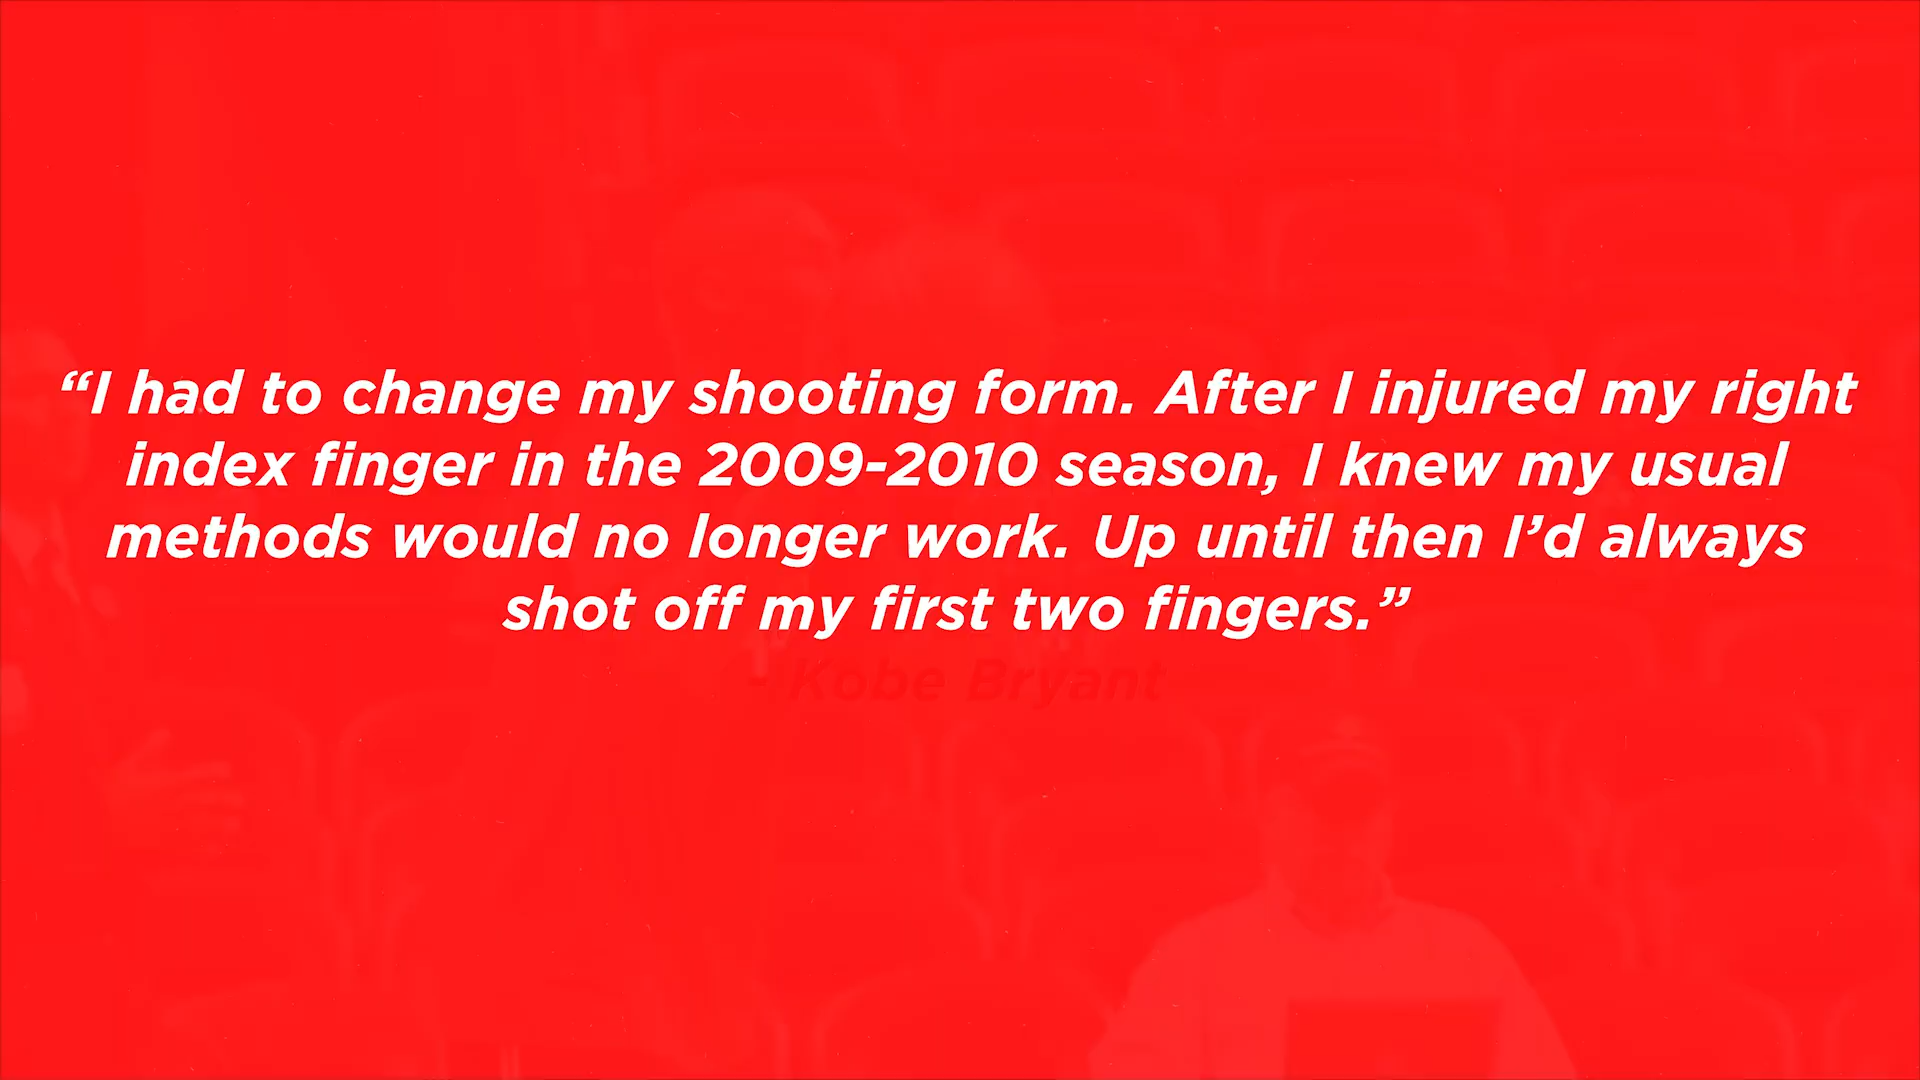 “I had to change my shooting form. After I injured my right
index finger in the 2009-2010 season, I knew my usual
methods would no longer work. Up until then I’d always
shot off my first two fingers.”
- Kobe Bryant